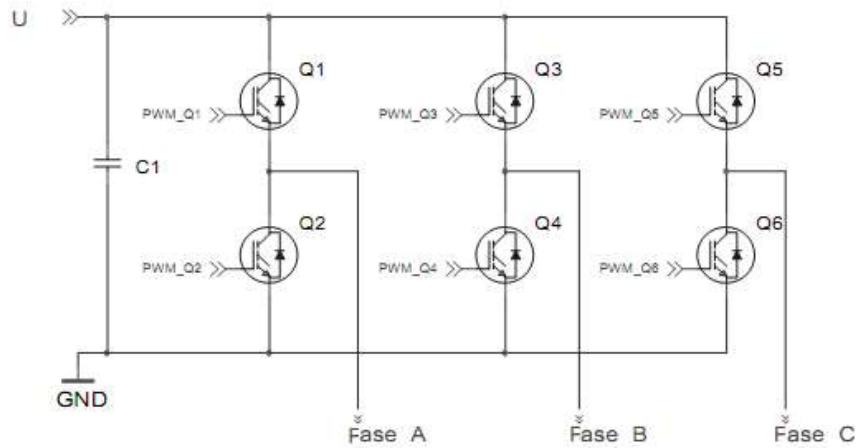 U
Q1
Q3
Q5
PWM_Q1
PWM_Q3
PWM_Q5
C1
Q2
Q4
Q6
PWM_Q2
PWM_Q4
PWM_Q6
GND
Fase A
Fase B
Fase C